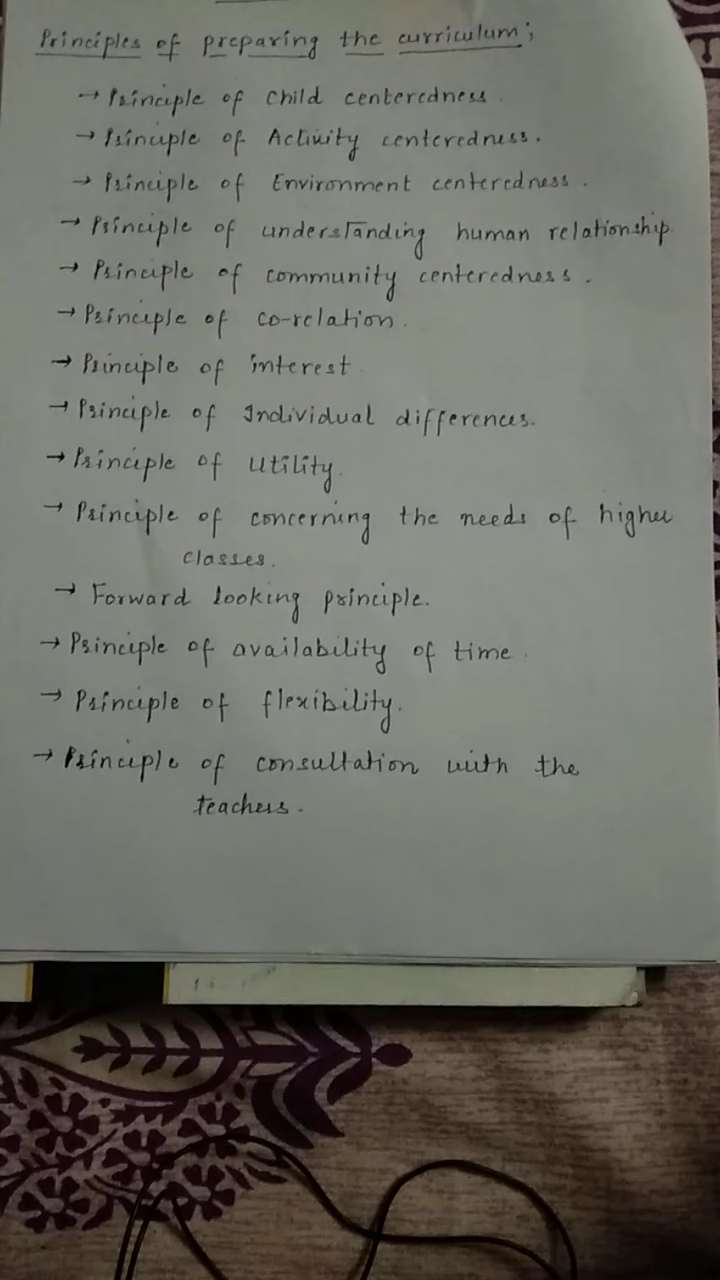 Principles of preparing the curriculum;
→ Principle of child centeredness.
→ Principle of Activity centeredness.
→ Principle of Environment centeredness.
→ Principle of understanding human relationship
→ Principle of community centeredness.
→ Principle of co-relation.
→ Principle of interest
→ Principle of Individual differences.
→ Principle of Utility.
→ Principle of concerning the needs of higher
classes.
→ Forward looking principle.
→ Principle of availability of time.
→ Principle of flexibility.
→ Principle of consultation with the
teachers.